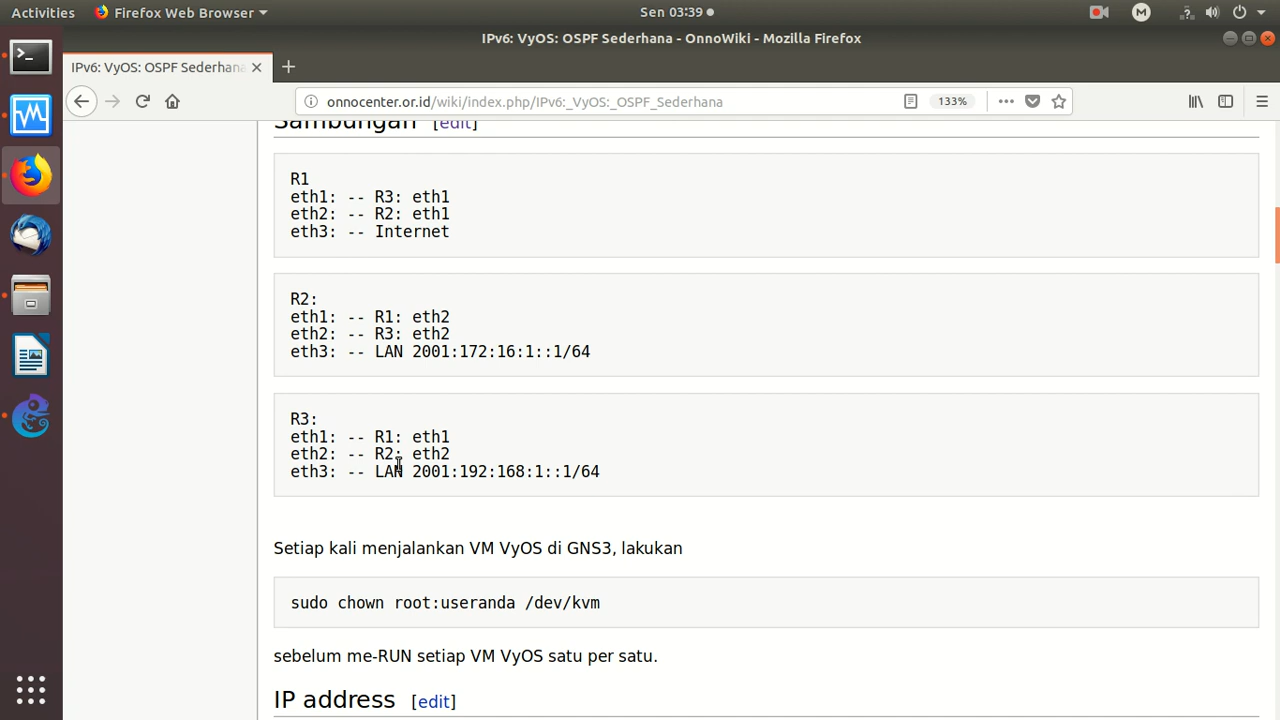 Activities
Firefox Web Browser
Sen 03:39
M
IPv6: VyOS: OSPF Sederhana - OnnoWiki - Mozilla Firefox
IPv6: VyOS: OSPF Sederhana
onnocenter.or.id/wiki/index.php/IPv6:_VyOS:_OSPF_Sederhana
133%
Sambungan [edit]
R1
eth1: -- R3: eth1
eth2: -- R2: eth1
eth3: -- Internet
R2:
eth1: -- R1: eth2
eth2: -- R3: eth2
eth3: -- LAN 2001:172:16:1::1/64
R3:
eth1: -- R1: eth1
eth2: -- R2: eth2
eth3: -- LAN 2001:192:168:1::1/64
Setiap kali menjalankan VM VyOS di GNS3, lakukan
sudo chown root:useranda /dev/kvm
sebelum me-RUN setiap VM VyOS satu per satu.
IP address [edit]